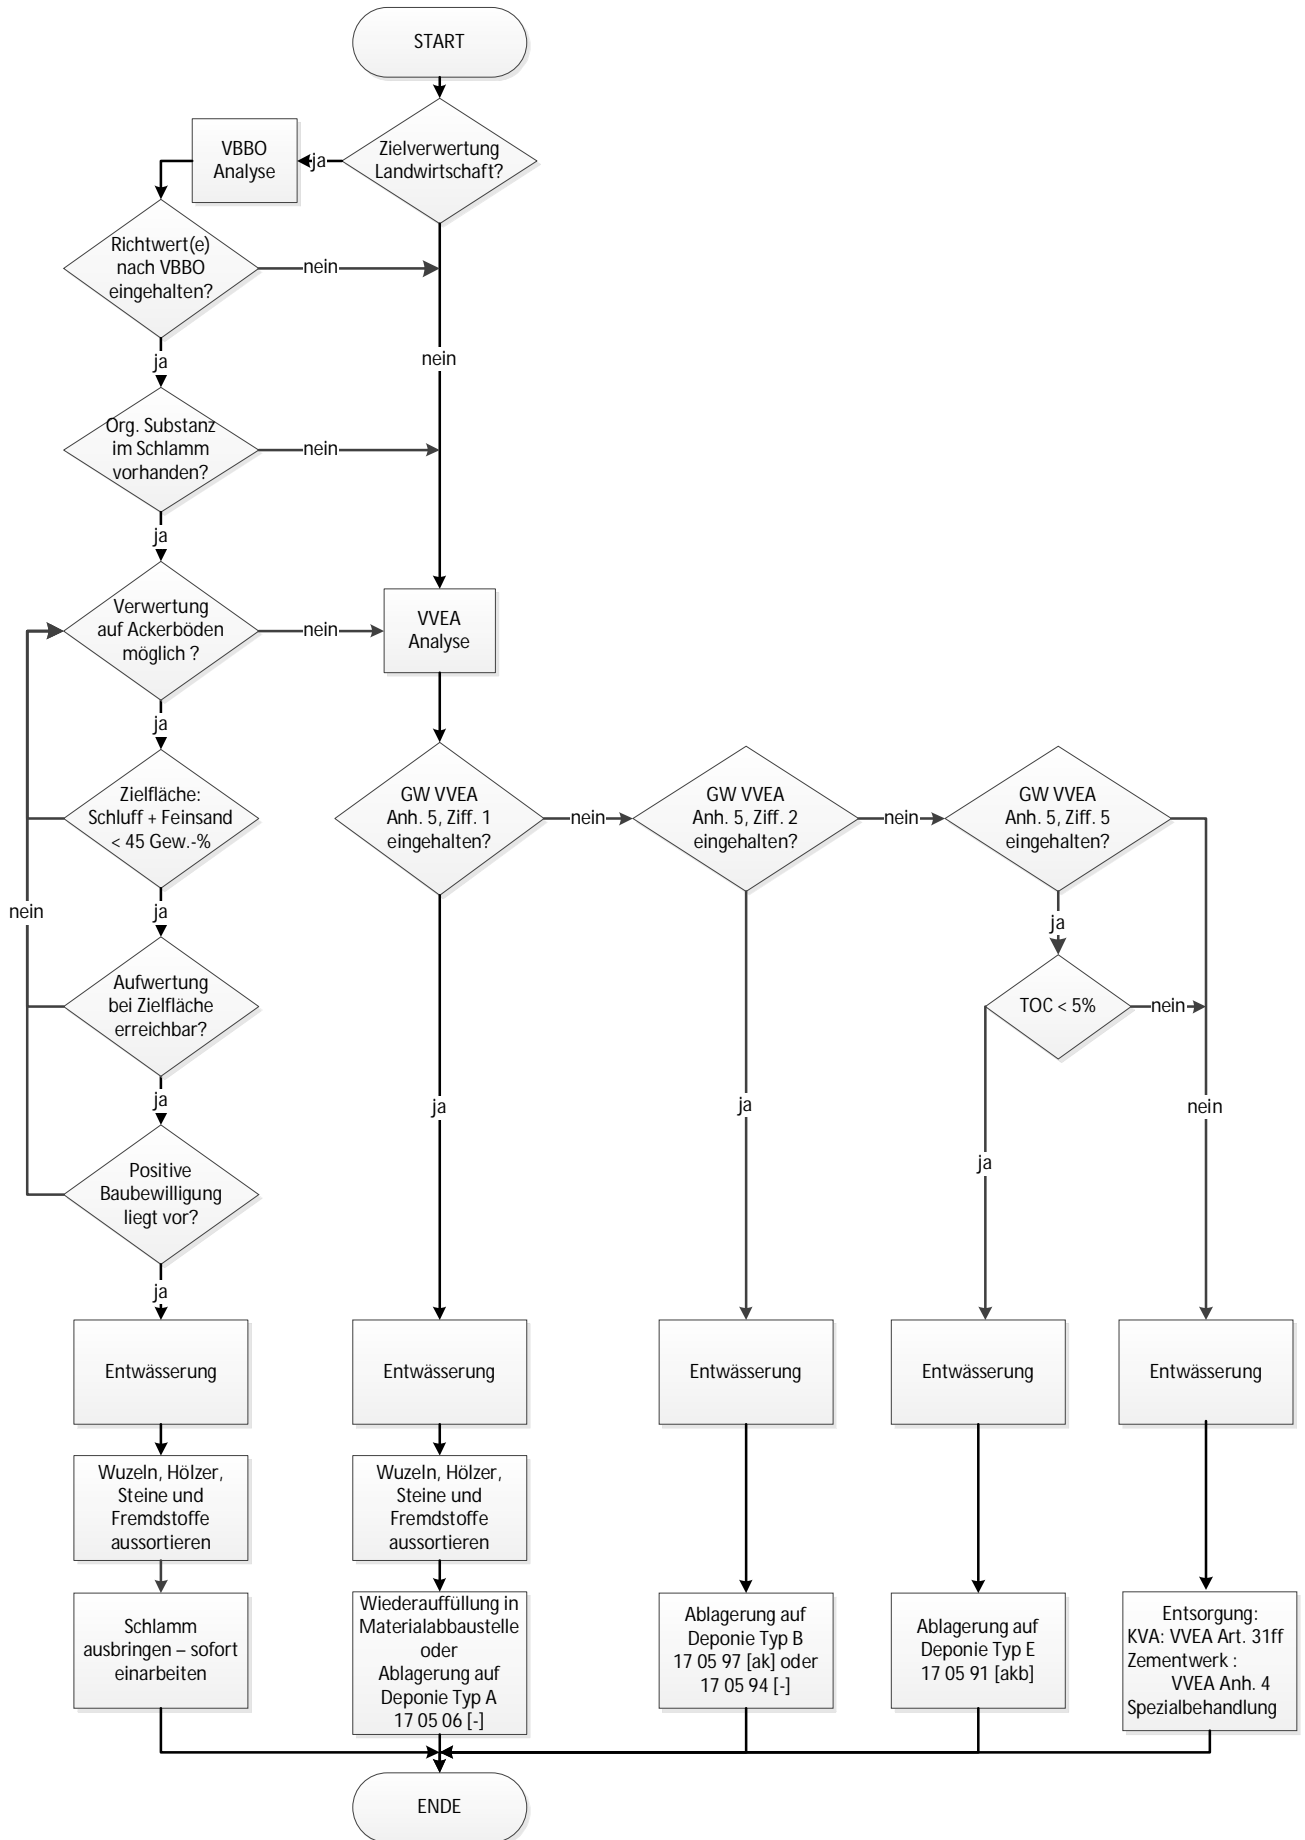 START
Zielverwertung
Landwirtschaft?
ja
VBBO
Analyse
Richtwert(e)
nach VBBO
eingehalten?
nein
ja
nein
Org. Substanz
im Schlamm
vorhanden?
nein
ja
Verwertung
auf Ackerböden
möglich ?
nein
VVEA
Analyse
ja
Zielfläche:
Schluff + Feinsand
< 45 Gew.-%
GW VVEA
Anh. 5, Ziff. 1
eingehalten?
nein
GW VVEA
Anh. 5, Ziff. 2
eingehalten?
nein
GW VVEA
Anh. 5, Ziff. 5
eingehalten?
nein
ja
ja
Aufwertung
bei Zielfläche
erreichbar?
TOC < 5%
nein
ja
ja
ja
nein
ja
Positive
Baubewilligung
liegt vor?
ja
Entwässerung
Entwässerung
Entwässerung
Entwässerung
Entwässerung
Wuzeln, Hölzer,
Steine und
Fremdstoffe
aussortieren
Wuzeln, Hölzer,
Steine und
Fremdstoffe
aussortieren
Schlamm
ausbringen – sofort
einarbeiten
Wiederauffüllung in
Materialabbaustelle
oder
Ablagerung auf
Deponie Typ A
17 05 06 [-]
Ablagerung auf
Deponie Typ B
17 05 97 [ak] oder
17 05 94 [-]
Ablagerung auf
Deponie Typ E
17 05 91 [akb]
Entsorgung:
KVA: VVEA Art. 31ff
Zementwerk :
VVEA Anh. 4
Spezialbehandlung
ENDE